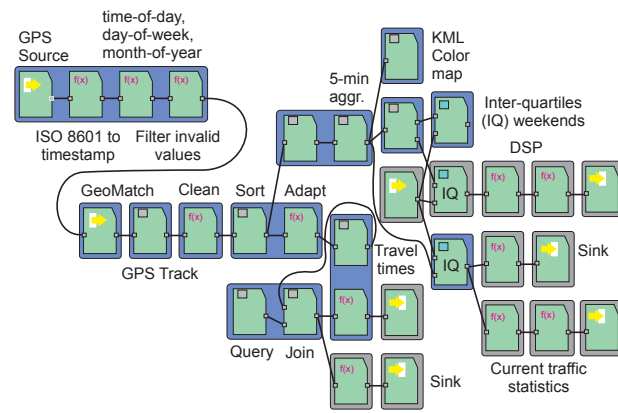 time-of-day,
day-of-week,
month-of-year
GPS
Source
f(x)
f(x)
f(x)
ISO 8601 to
timestamp
Filter invalid
values
KML
Color
map
5-min
aggr.
Inter-quartiles
(IQ) weekends
DSP
IQ
f(x)
f(x)
GeoMatch
Clean
Sort
Adapt
f(x)
f(x)
GPS Track
Travel
times
IQ
f(x)
Sink
Query
Join
f(x)
f(x)
f(x)
f(x)
Sink
Current traffic
statistics